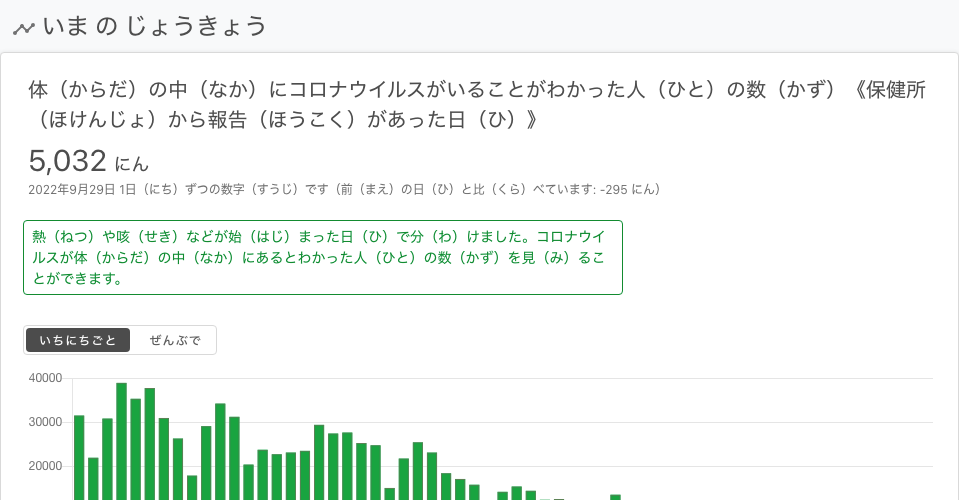 いま の じょうきょう
体（からだ）の中（なか）にコロナウイルスがいることがわかった人（ひと）の数（かず）《保健所
（ほけんじょ）から報告（ほうこく）があった日（ひ）》
5,032 にん
2022年9月29日 1日（にち）ずつの数字（すうじ）です（前（まえ）の日（ひ）と比（くら）べています: -295 にん）
熱（ねつ）や咳（せき）などが始（はじ）まった日（ひ）で分（わ）けました。コロナウイ
ルスが体（からだ）の中（なか）にあるとわかった人（ひと）の数（かず）を見（み）るこ
とができます。
いちにちごと ぜんぶで
40000
30000
20000